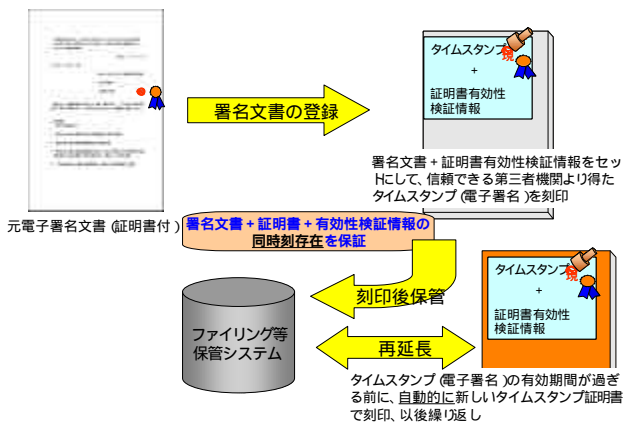 タイムスタンプ
+
証明書有効性
検証情報
署名文書の登録
署名文書+証明書有効性検証情報をセッ
トにして、信頼できる第三者機関より得た
タイムスタンプ(電子署名)を刻印
元電子署名文書(証明書付)
署名文書+証明書+有効性検証情報の
同時刻存在を保証
タイムスタンプ
+
証明書有効性
検証情報
刻印後保管
ファイリング等
保管システム
再延長
タイムスタンプ(電子署名)の有効期間が過ぎ
る前に、自動的に新しいタイムスタンプ証明書
で刻印、以後繰り返し